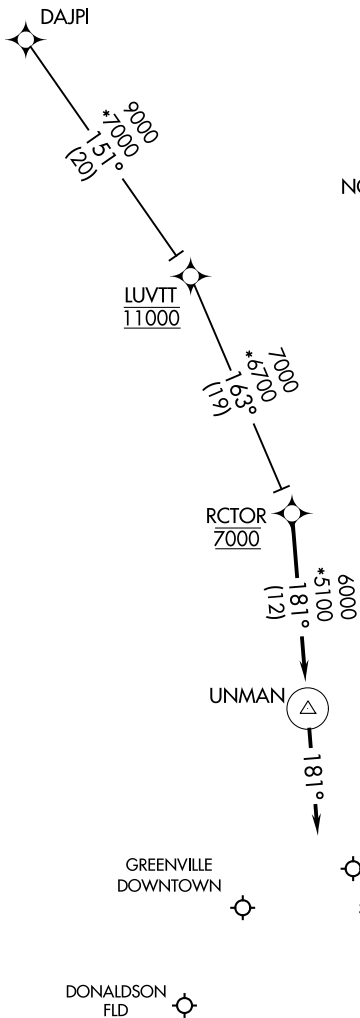 DAJPI
9000
*7000
151°
(20)
NO
LUVTT
11000
7000
*6700
163°
(19)
RCTOR
7000
6000
*5100
181°
(12)
UNMAN
181°
GREENVILLE
DOWNTOWN
DONALDSON
FLD